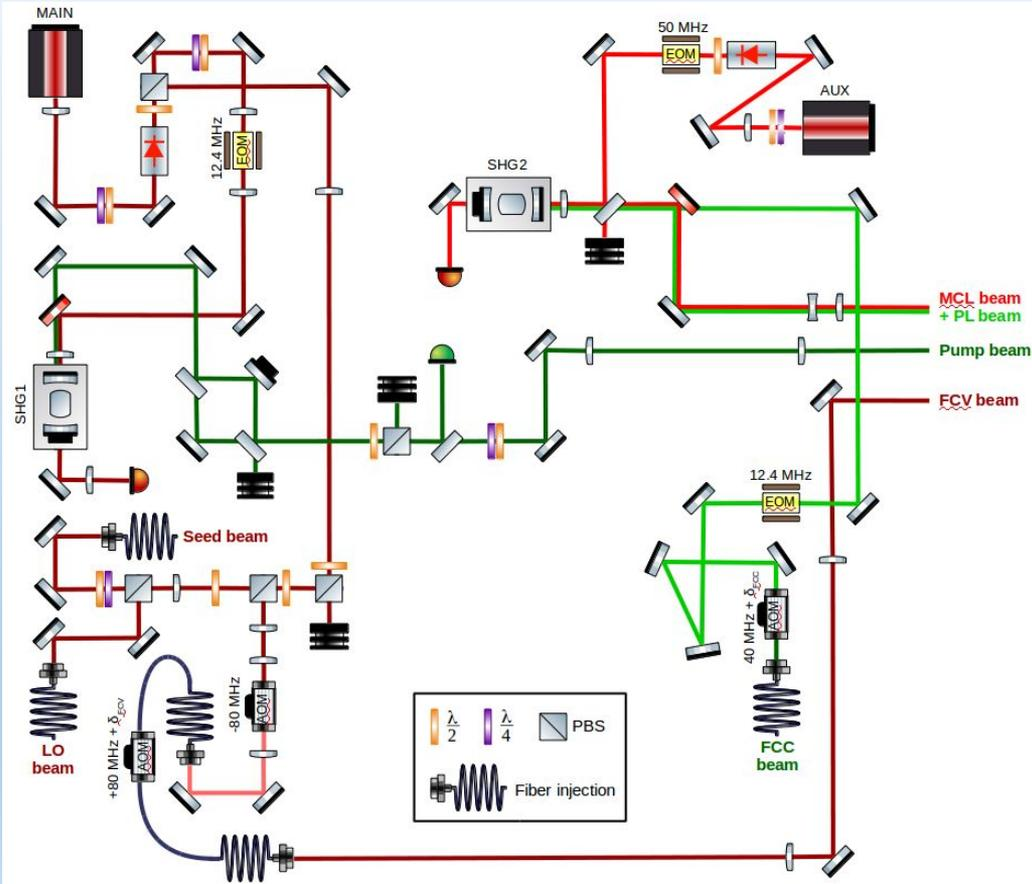 MAIN
50 MHz
EOM
AUX
12.4 MHz
EOM
SHG2
MCL beam
+ PL beam
Pump beam
SHG1
FCV beam
12.4 MHz
EOM
Seed beam
40 MHz + δFCC
AOM
-80 MHz
AOM
+80 MHz + δFCV
AOM
LO
beam
λ/2
λ/4
PBS
Fiber injection
FCC
beam